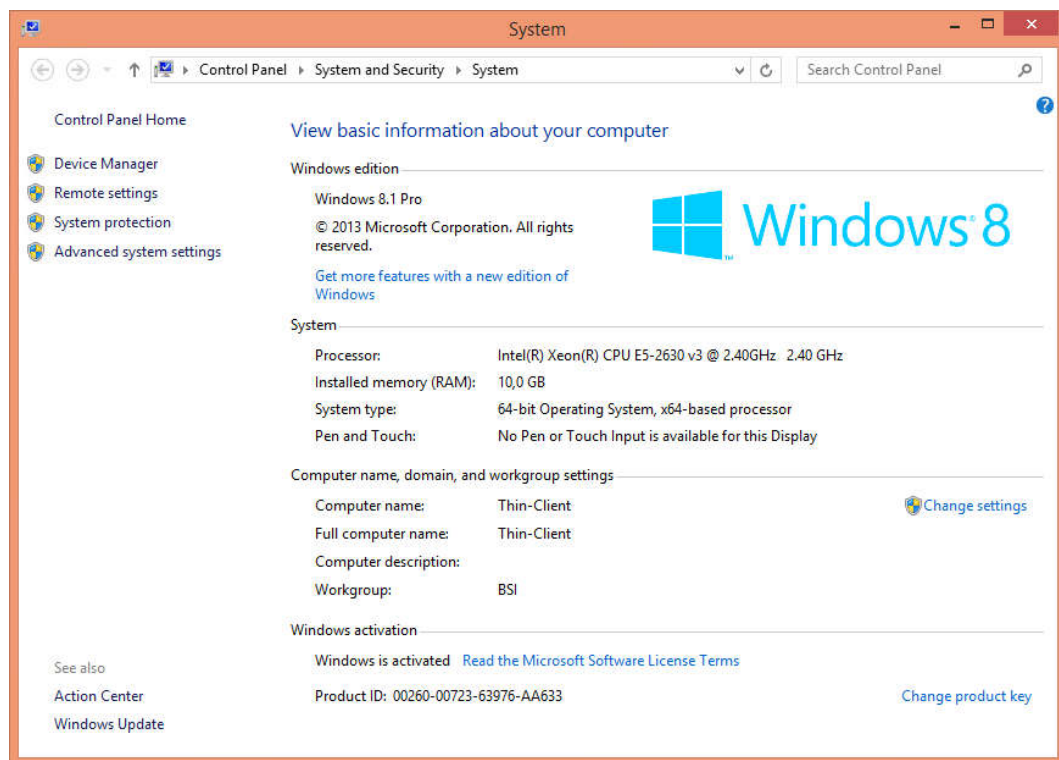 System
Control Panel System and Security System
Search Control Panel
Control Panel Home
Device Manager
Remote settings
System protection
Advanced system settings
See also
Action Center
Windows Update
View basic information about your computer
Windows edition
Windows 8.1 Pro
© 2013 Microsoft Corporation. All rights
reserved.
Get more features with a new edition of
Windows
Windows® 8
TM
System
Processor: Intel(R) Xeon(R) CPU E5-2630 v3 @ 2.40GHz 2.40 GHz
Installed memory (RAM): 10,0 GB
System type: 64-bit Operating System, x64-based processor
Pen and Touch: No Pen or Touch Input is available for this Display
Computer name, domain, and workgroup settings
Computer name: Thin-Client
Change settings
Full computer name: Thin-Client
Computer description:
Workgroup: BSI
Windows activation
Windows is activated Read the Microsoft Software License Terms
Product ID: 00260-00723-63976-AA633
Change product key